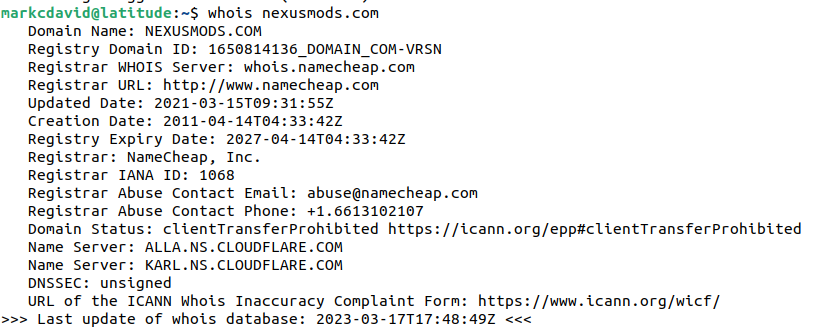 markcdavid@latitude:~$ whois nexusmods.com
Domain Name: NEXUSMODS.COM
Registry Domain ID: 1650814136_DOMAIN_COM-VRSN
Registrar WHOIS Server: whois.namecheap.com
Registrar URL: http://www.namecheap.com
Updated Date: 2021-03-15T09:31:55Z
Creation Date: 2011-04-14T04:33:42Z
Registry Expiry Date: 2027-04-14T04:33:42Z
Registrar: NameCheap, Inc.
Registrar IANA ID: 1068
Registrar Abuse Contact Email: abuse@namecheap.com
Registrar Abuse Contact Phone: +1.6613102107
Domain Status: clientTransferProhibited https://icann.org/epp#clientTransferProhibited
Name Server: ALLA.NS.CLOUDFLARE.COM
Name Server: KARL.NS.CLOUDFLARE.COM
DNSSEC: unsigned
URL of the ICANN Whois Inaccuracy Complaint Form: https://www.icann.org/wicf/
>>> Last update of whois database: 2023-03-17T17:48:49Z <<<